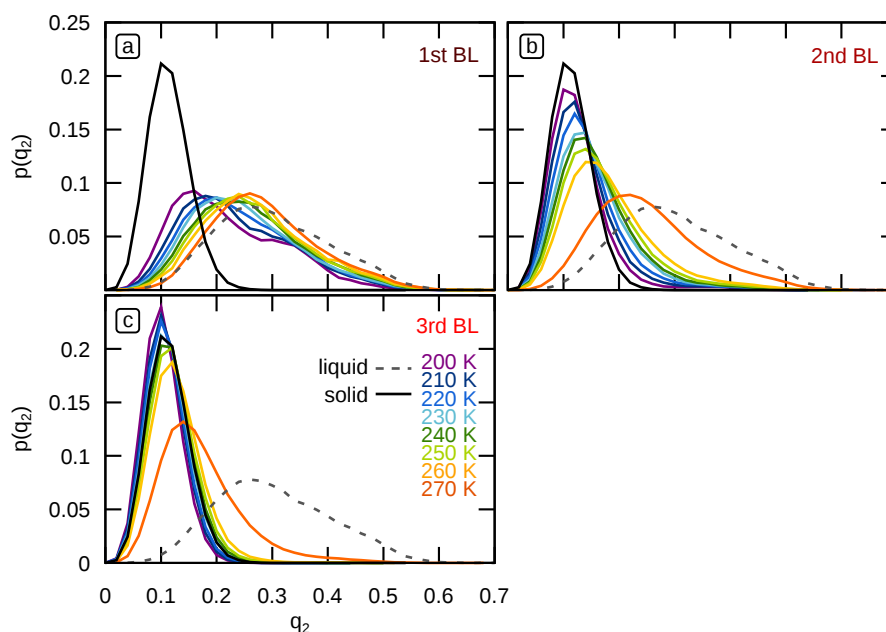 0.25
0.2
0.15
0.1
0.05
p(q₂)
a
1st BL
b
2nd BL
0.2
0.15
0.1
0.05
0
p(q₂)
c
3rd BL
liquid
solid
200 K
210 K
220 K
230 K
240 K
250 K
260 K
270 K
0 0.1 0.2 0.3 0.4 0.5 0.6 0.7
q₂